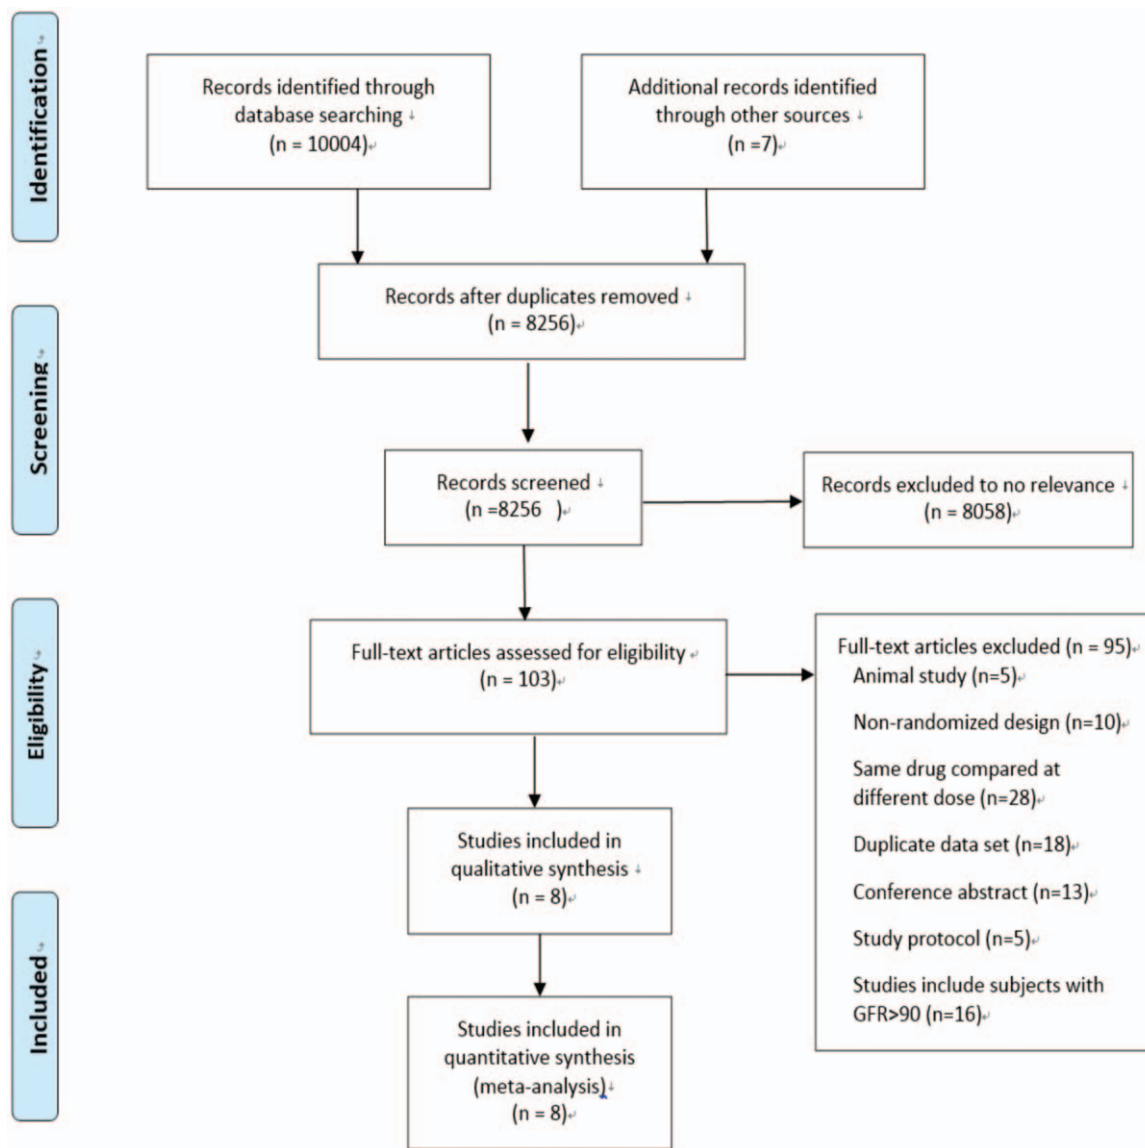 Identification
Records identified through
database searching ↓
(n = 10004)↵
Additional records identified
through other sources ↓
(n =7)↵
Records after duplicates removed ↓
(n = 8256)↵
Screening
Records screened ↓
(n =8256 )↵
Records excluded to no relevance ↓
(n = 8058)↵
Eligibility
Full-text articles assessed for eligibility ↵
(n = 103)↵
Full-text articles excluded (n = 95)↵
Animal study (n=5)↵
Non-randomized design (n=10)↵
Same drug compared at
different dose (n=28)↵
Duplicate data set (n=18)↵
Conference abstract (n=13)↵
Study protocol (n=5)↵
Studies include subjects with
GFR>90 (n=16)↵
Studies included in
qualitative synthesis ↓
(n = 8)↵
Included
Studies included in
quantitative synthesis
(meta-analysis)↓
(n = 8)↵